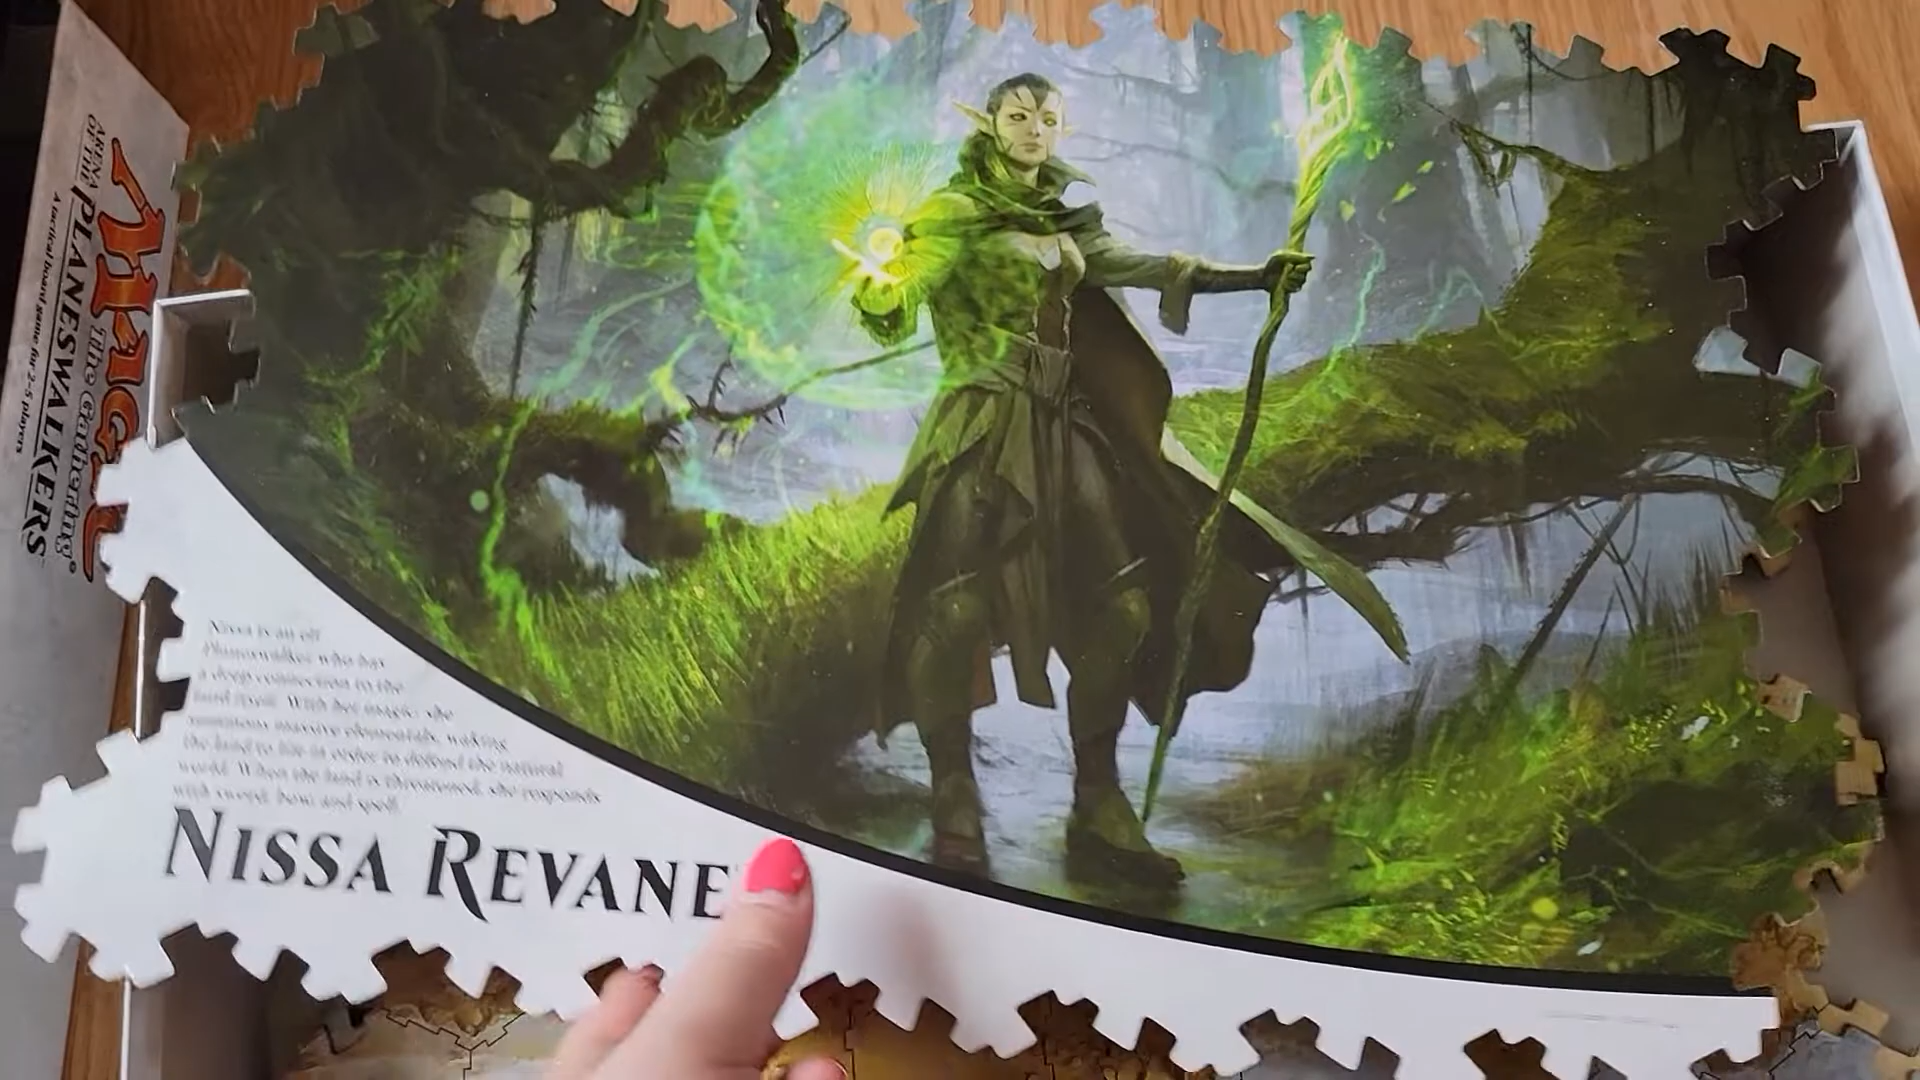 MAGIC
The Gathering®
ARENA OF THE PLANESWALKERS
A tactical board game for 2-5 players
Nissa is an elf
Planeswalker who has
a deep connection to the
land itself. With her magic, she
summons massive elementals, waking
the land to life in order to defend the natural
world. When the land is threatened, she responds
with sword, bow, and spell.
NISSA REVANE